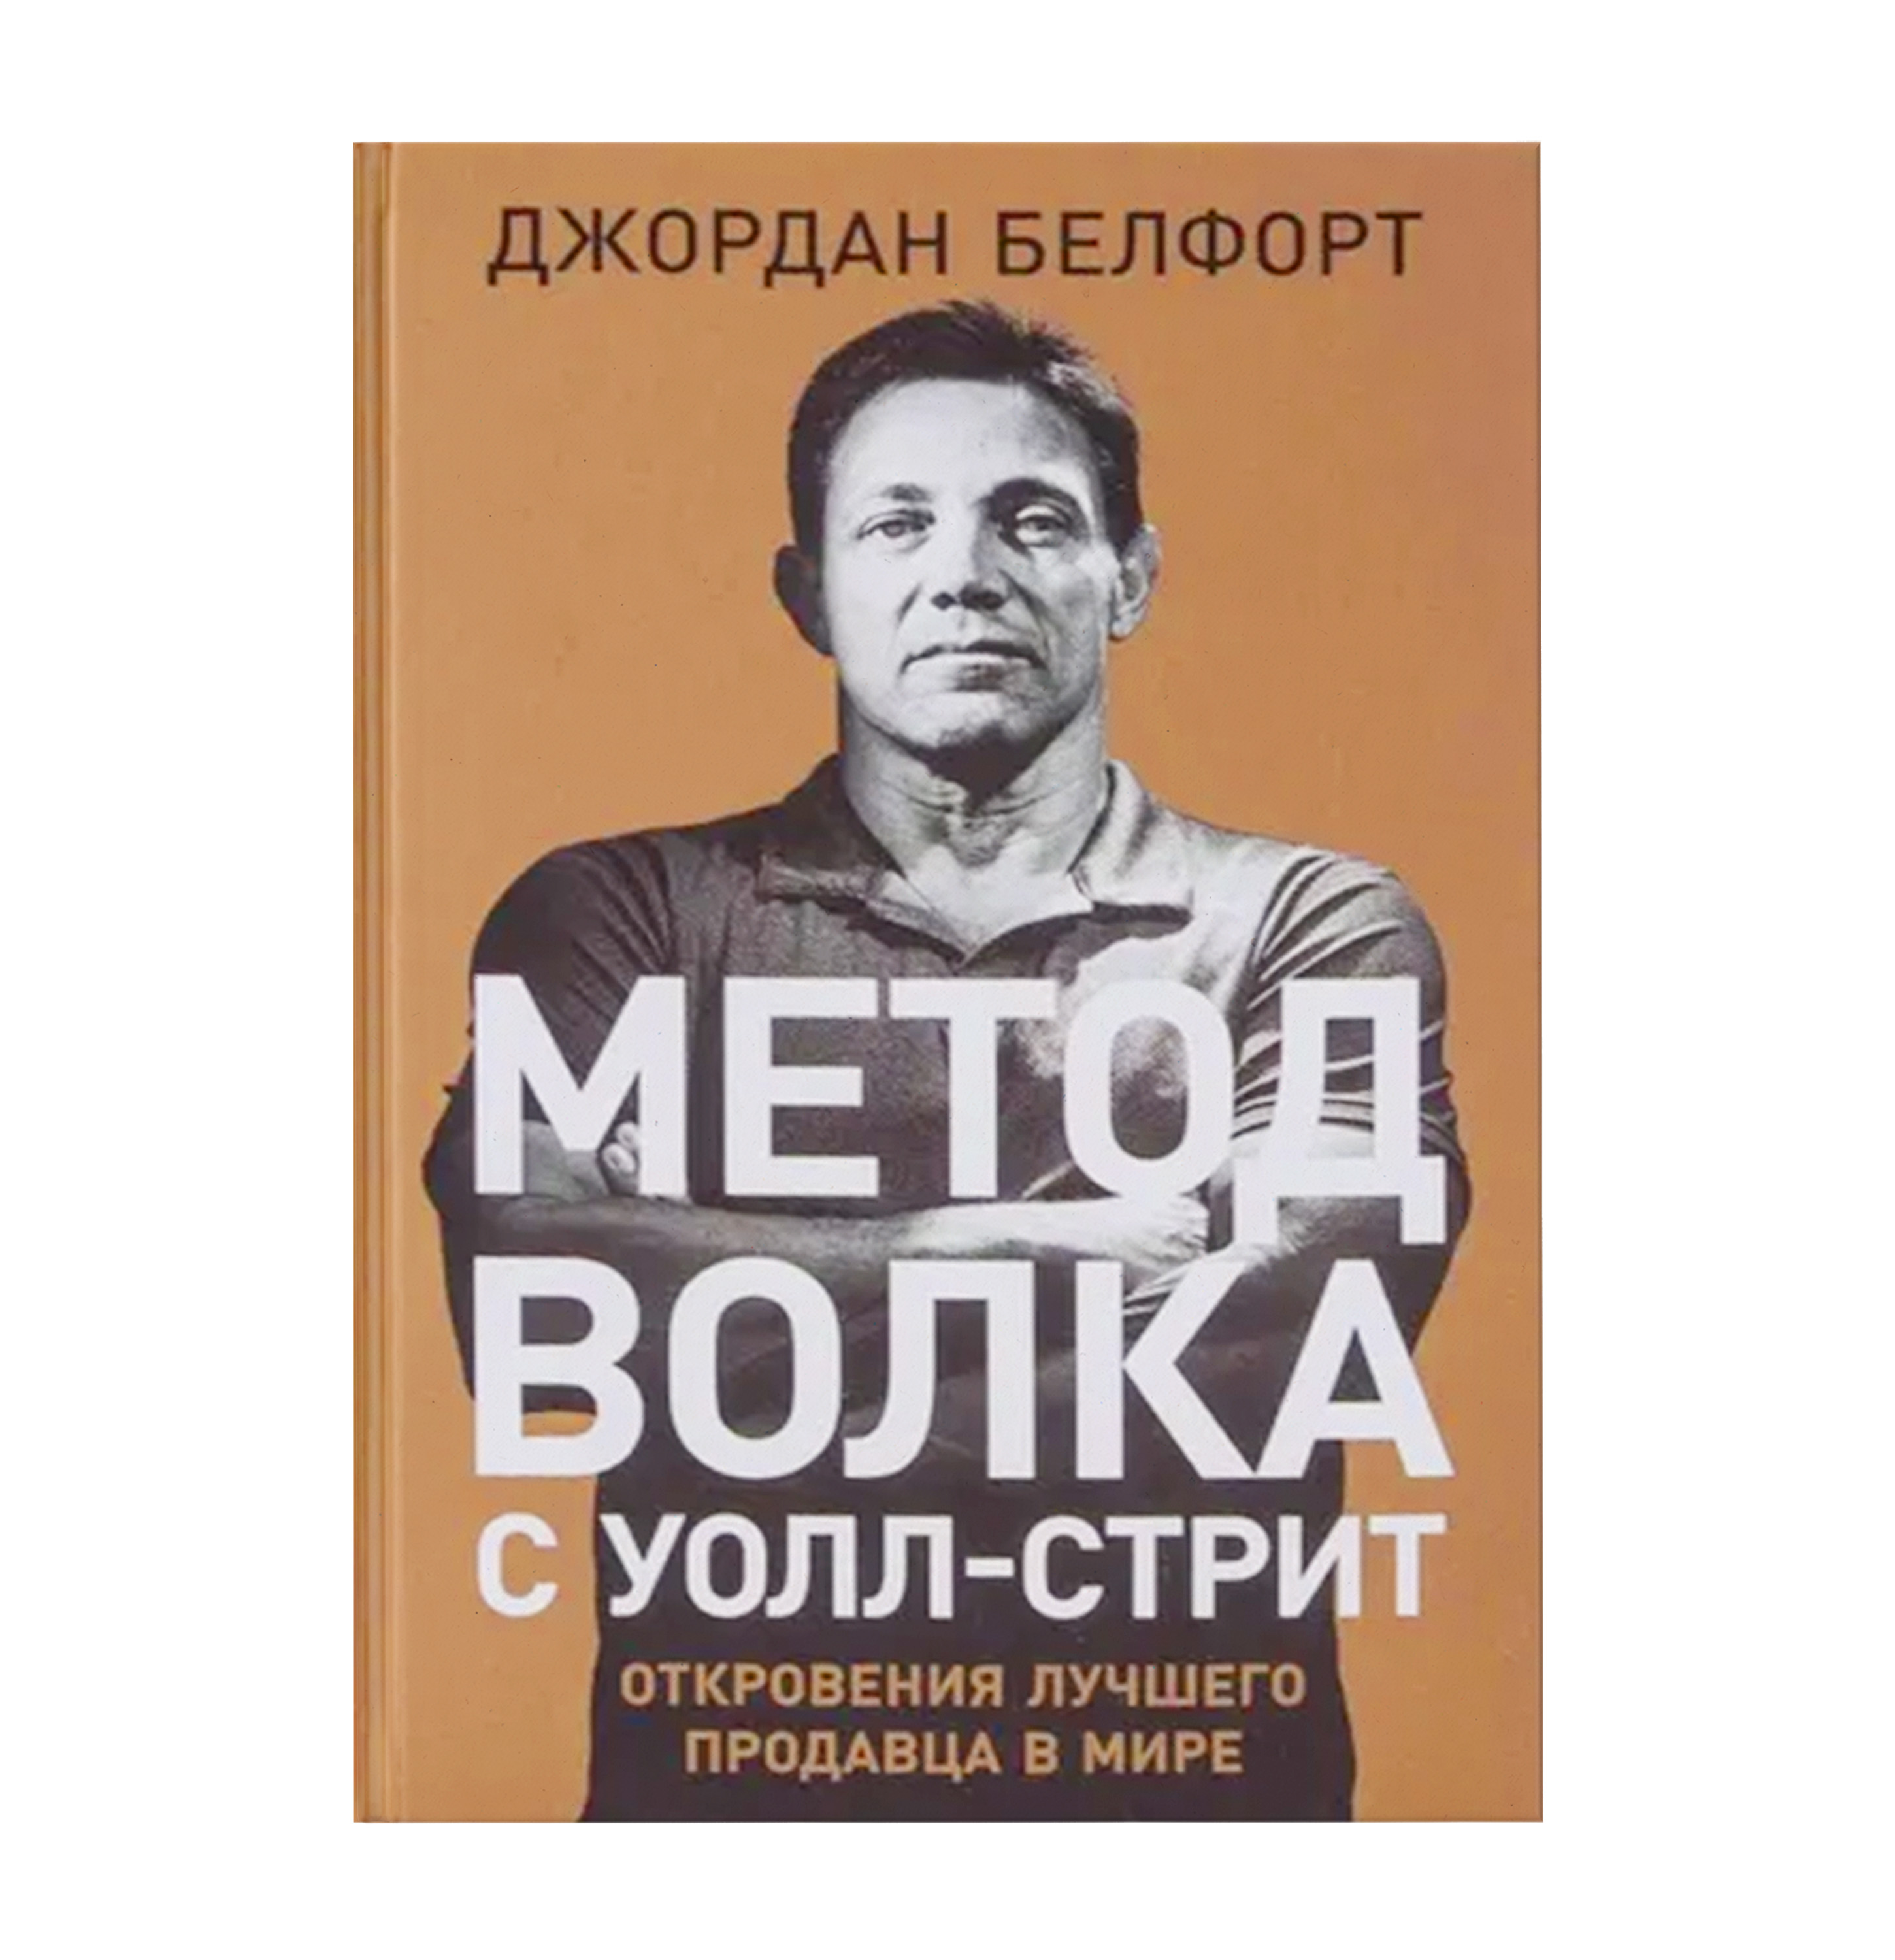 ДЖОРДАН БЕЛФОРТ
МЕТОД
ВОЛКА
С УОЛЛ-СТРИТ
ОТКРОВЕНИЯ ЛУЧШЕГО
ПРОДАВЦА В МИРЕ